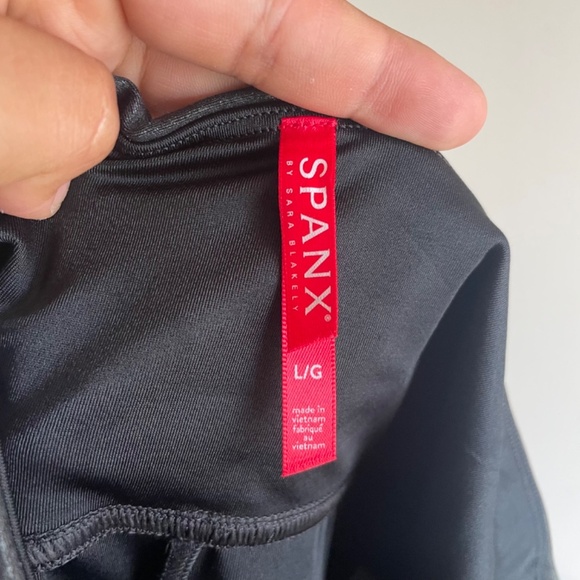 SPANX®
BY SARA BLAKELY
L/G
made in
vietnam
fabriqué
au
vietnam